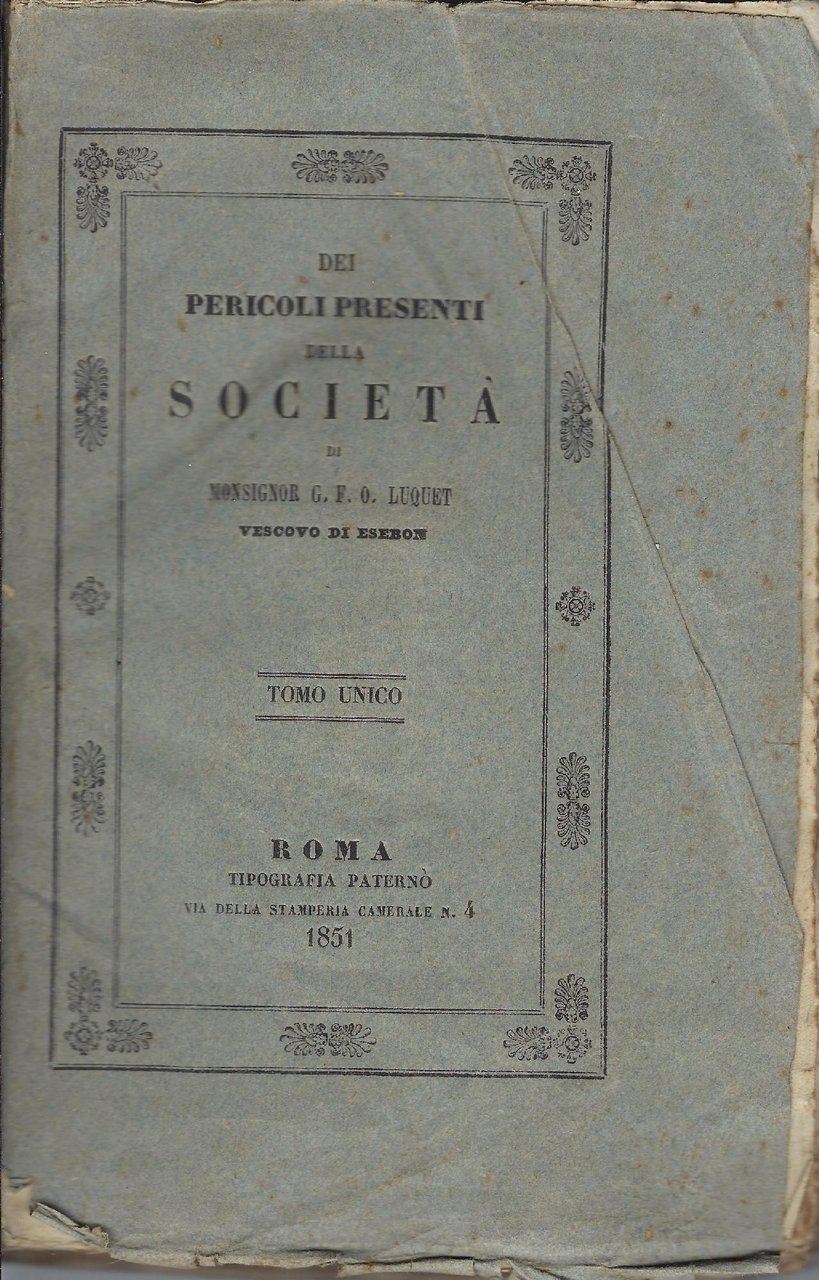 DEI
PERICOLI PRESENTI
DELLA
SOCIETÀ
DI
MONSIGNOR G. F. O. LUQUET
VESCOVO DI ESEBON
TOMO UNICO
ROMA
TIPOGRAFIA PATERNÒ
VIA DELLA STAMPERIA CAMERALE N. 4
1851